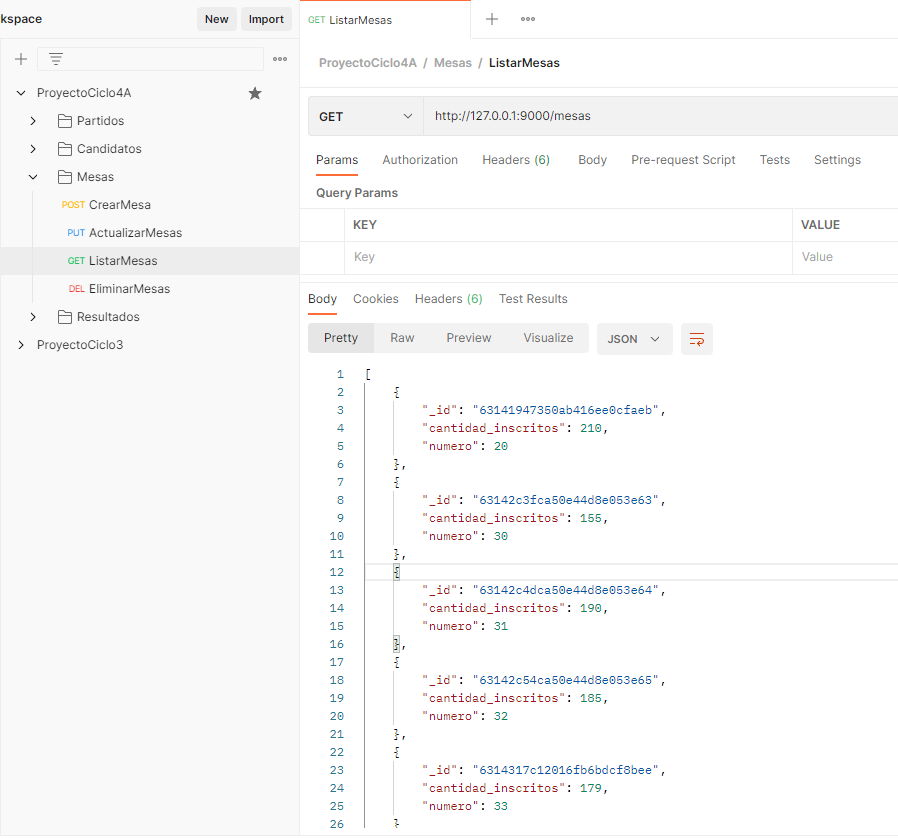 kspace
New
Import
ProyectoCiclo4A
Partidos
Candidatos
Mesas
POST CrearMesa
PUT ActualizarMesas
GET ListarMesas
DEL EliminarMesas
Resultados
ProyectoCiclo3
GET ListarMesas
ProyectoCiclo4A / Mesas / ListarMesas
GET http://127.0.0.1:9000/mesas
Params Authorization Headers (6) Body Pre-request Script Tests Settings
Query Params
KEY VALUE
Key Value
Body Cookies Headers (6) Test Results
Pretty Raw Preview Visualize JSON
1 [
2 {
3 "_id": "63141947350ab416ee0cfaeb",
4 "cantidad_inscritos": 210,
5 "numero": 20
6 },
7 {
8 "_id": "63142c3fca50e44d8e053e63",
9 "cantidad_inscritos": 155,
10 "numero": 30
11 },
12 {
13 "_id": "63142c4dca50e44d8e053e64",
14 "cantidad_inscritos": 190,
15 "numero": 31
16 },
17 {
18 "_id": "63142c54ca50e44d8e053e65",
19 "cantidad_inscritos": 185,
20 "numero": 32
21 },
22 {
23 "_id": "6314317c12016fb6bdcf8bee",
24 "cantidad_inscritos": 179,
25 "numero": 33
26 }